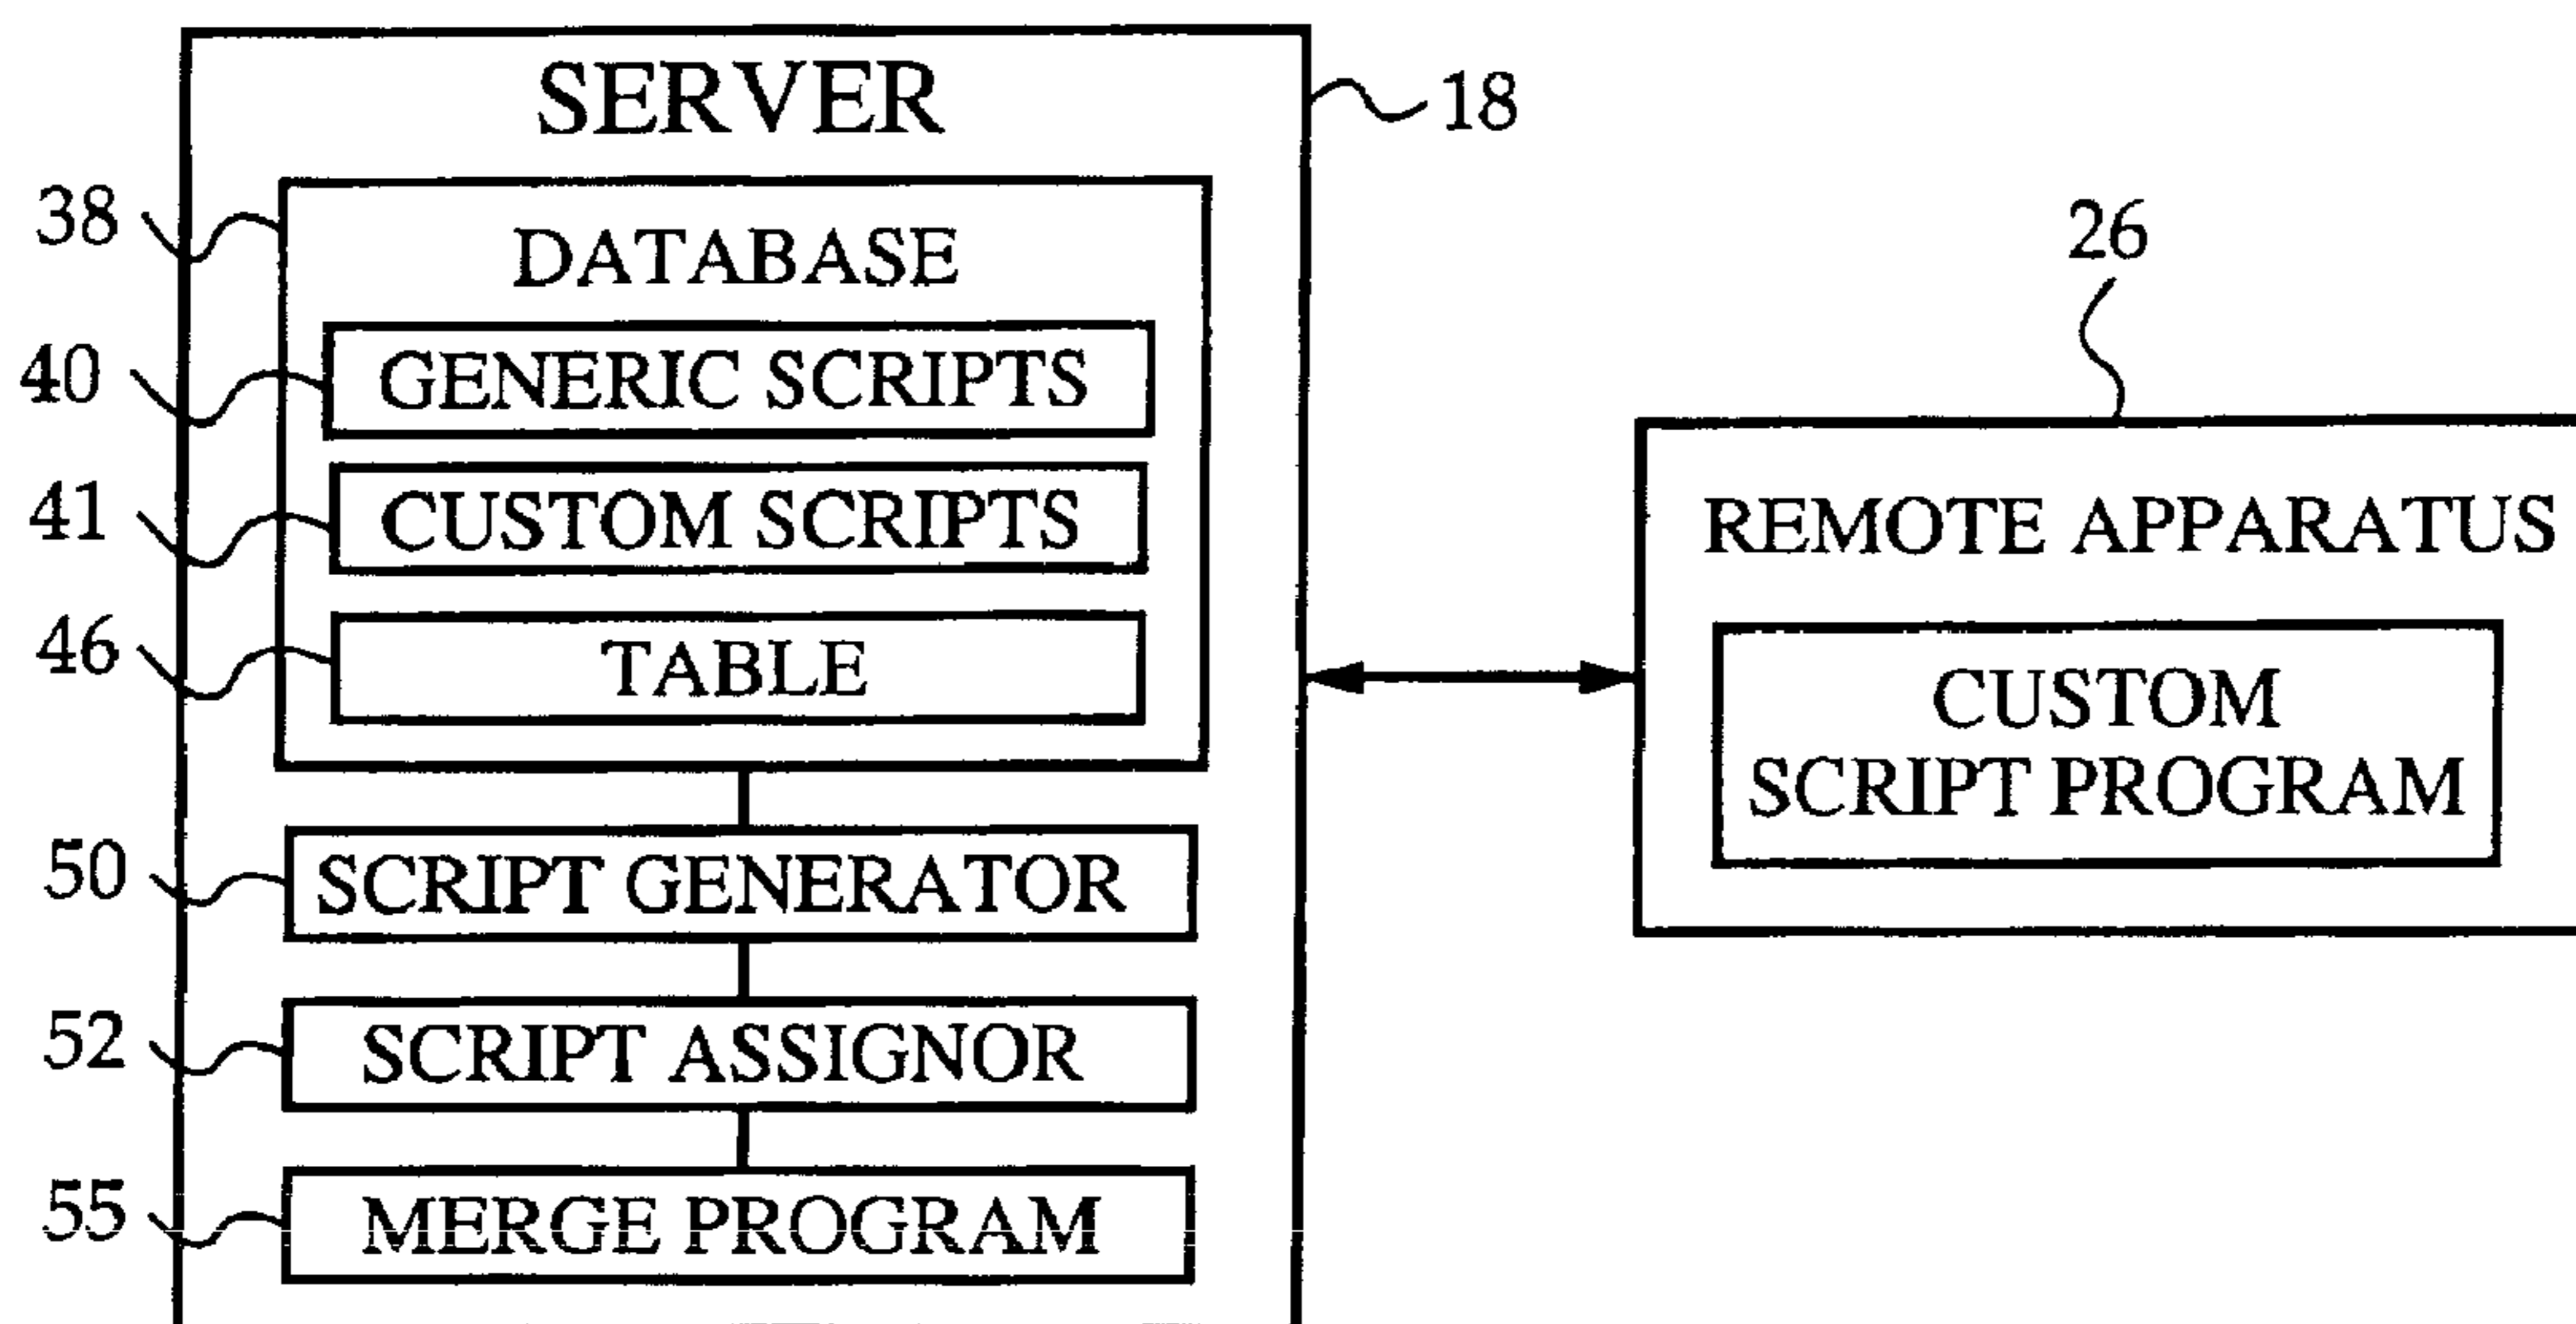 SERVER
18
38
DATABASE
26
40
GENERIC SCRIPTS
41
CUSTOM SCRIPTS
REMOTE APPARATUS
46
TABLE
CUSTOM
SCRIPT PROGRAM
50
SCRIPT GENERATOR
52
SCRIPT ASSIGNOR
55
MERGE PROGRAM